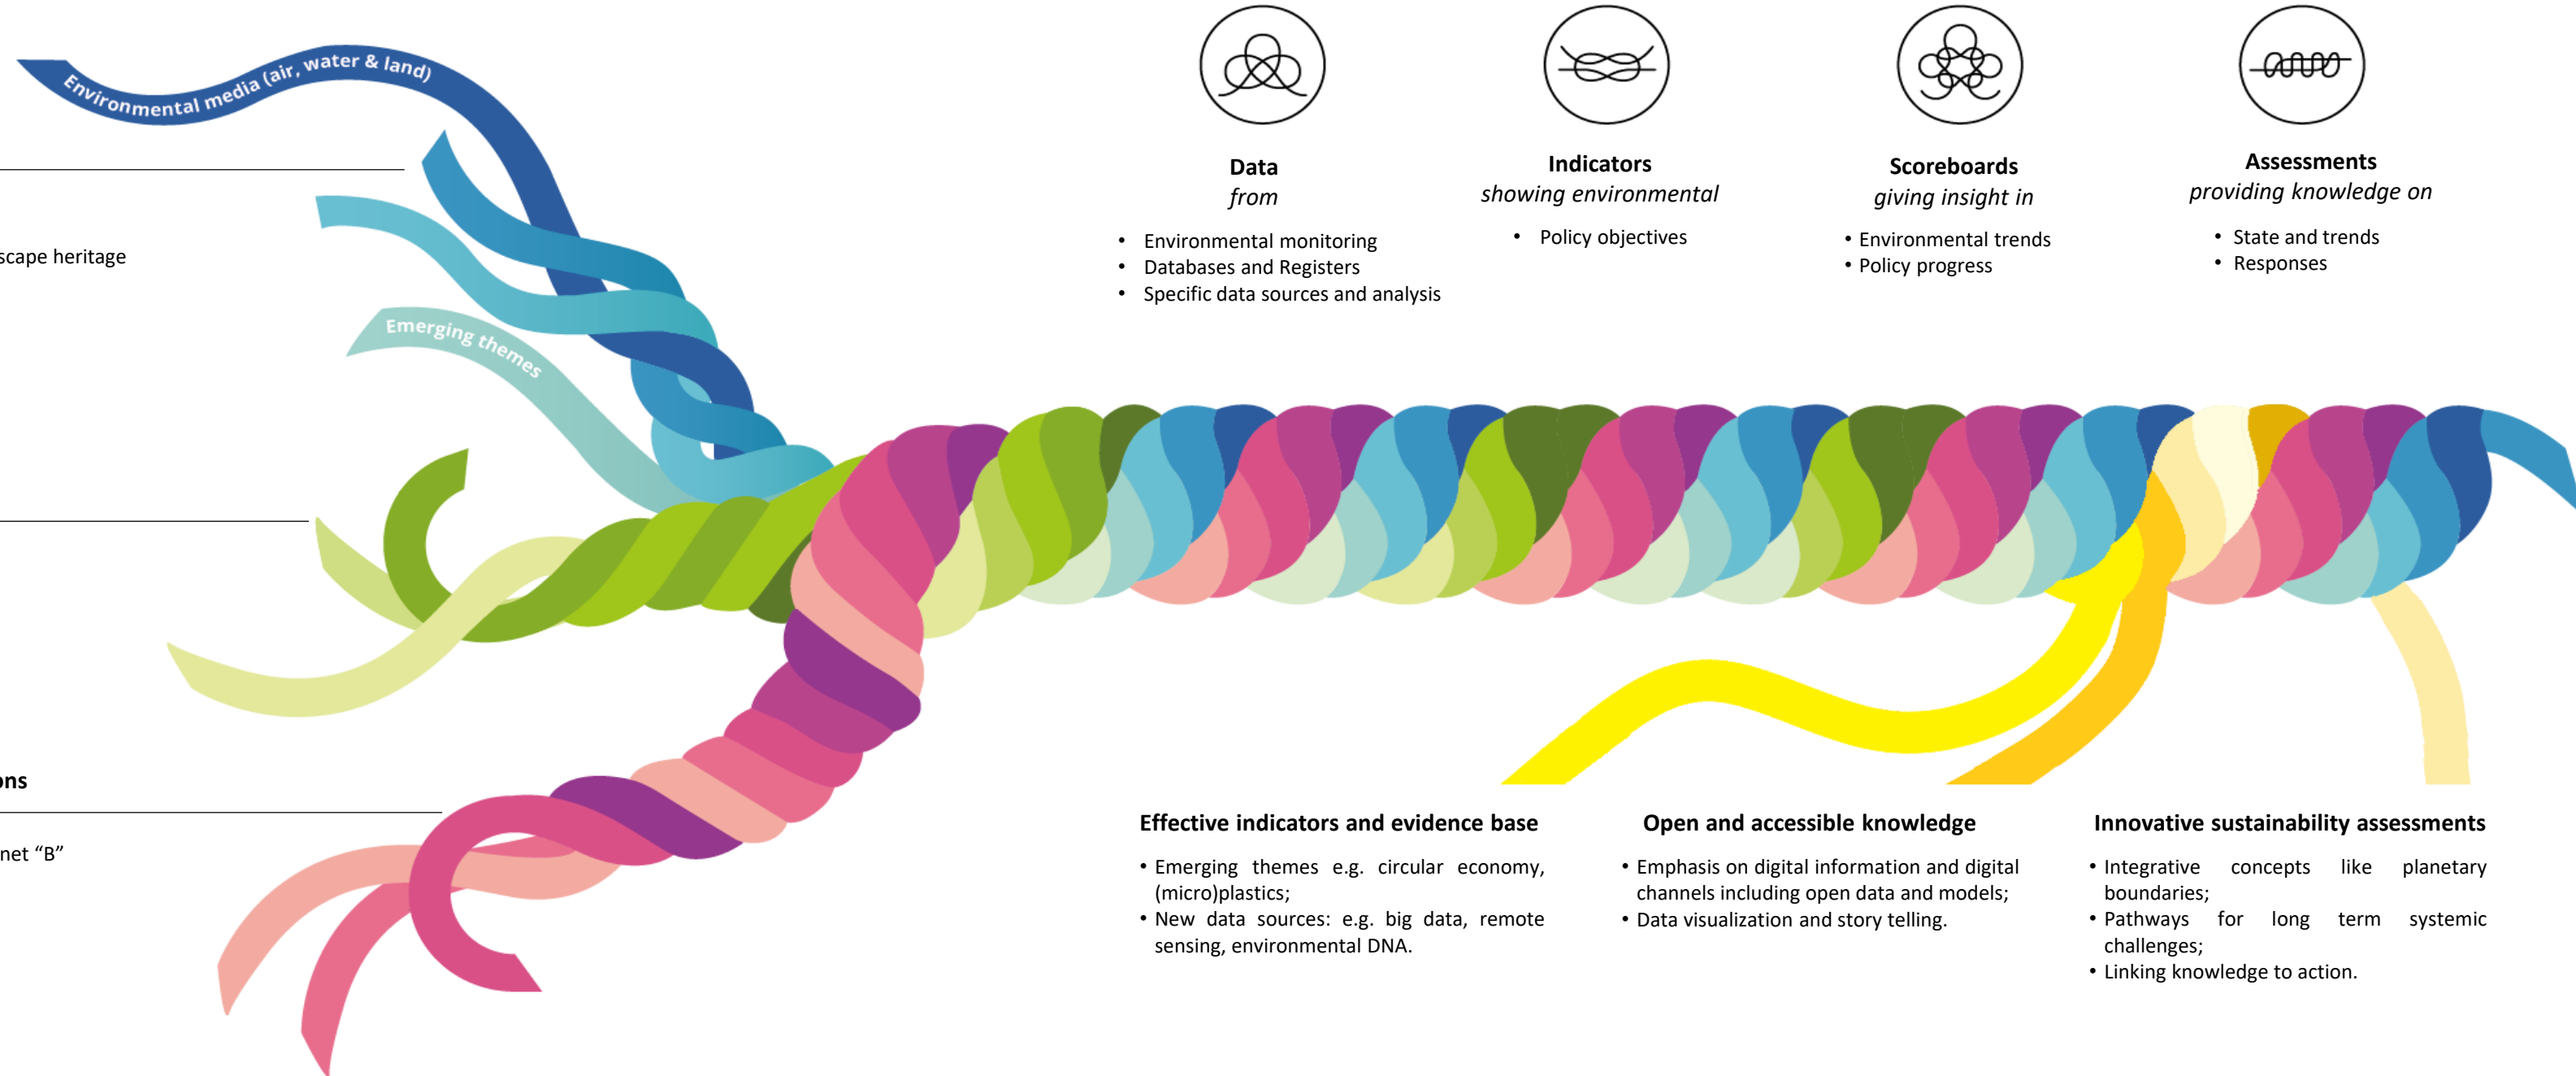 Environmental media (air, water & land)
scape heritage
Emerging themes
ons
net “B”
Data
from
• Environmental monitoring
• Databases and Registers
• Specific data sources and analysis
Indicators
showing environmental
• Policy objectives
Scoreboards
giving insight in
• Environmental trends
• Policy progress
Assessments
providing knowledge on
• State and trends
• Responses
Effective indicators and evidence base
• Emerging themes e.g. circular economy,
(micro)plastics;
• New data sources: e.g. big data, remote
sensing, environmental DNA.
Open and accessible knowledge
• Emphasis on digital information and digital
channels including open data and models;
• Data visualization and story telling.
Innovative sustainability assessments
• Integrative concepts like planetary
boundaries;
• Pathways for long term systemic
challenges;
• Linking knowledge to action.